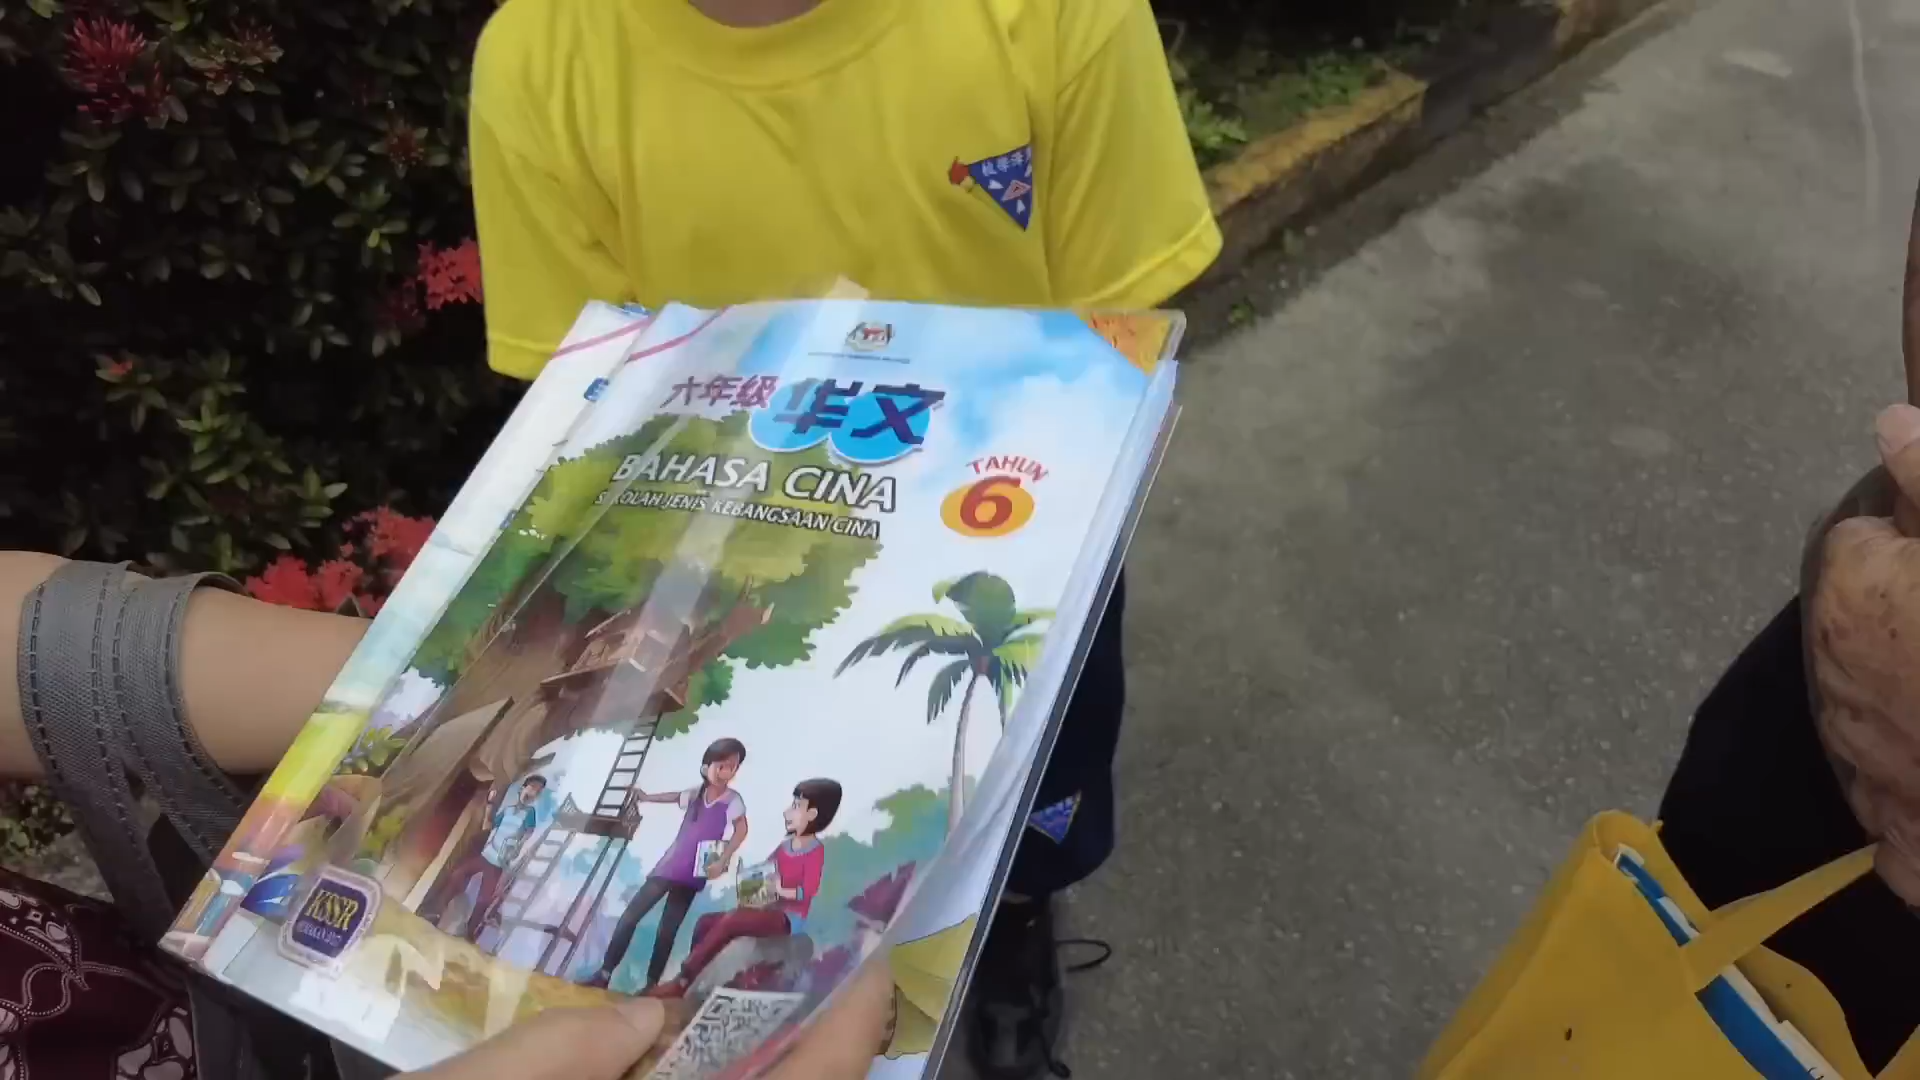 六年级 华文
BAHASA CINA
SEKOLAH JENIS KEBANGSAAN CINA
TAHUN
6
KSSR